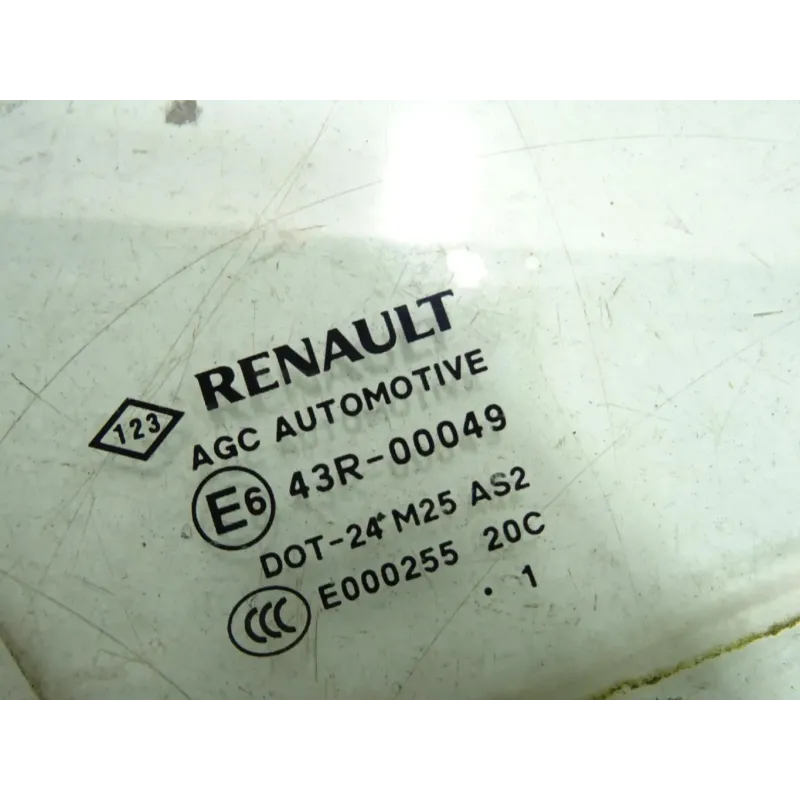 RENAULT
123
AGC AUTOMOTIVE
E6 43R-00049
DOT-24 M25 AS2
CCC E000255 20C
. 1